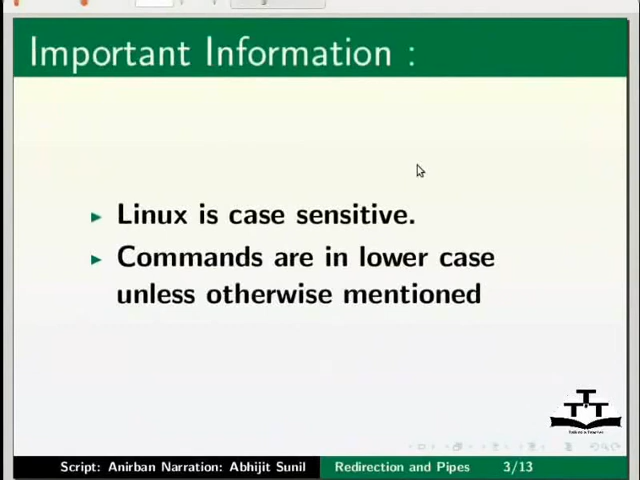 Important Information :
Linux is case sensitive.
Commands are in lower case
unless otherwise mentioned
Script: Anirban Narration: Abhijit Sunil Redirection and Pipes 3/13